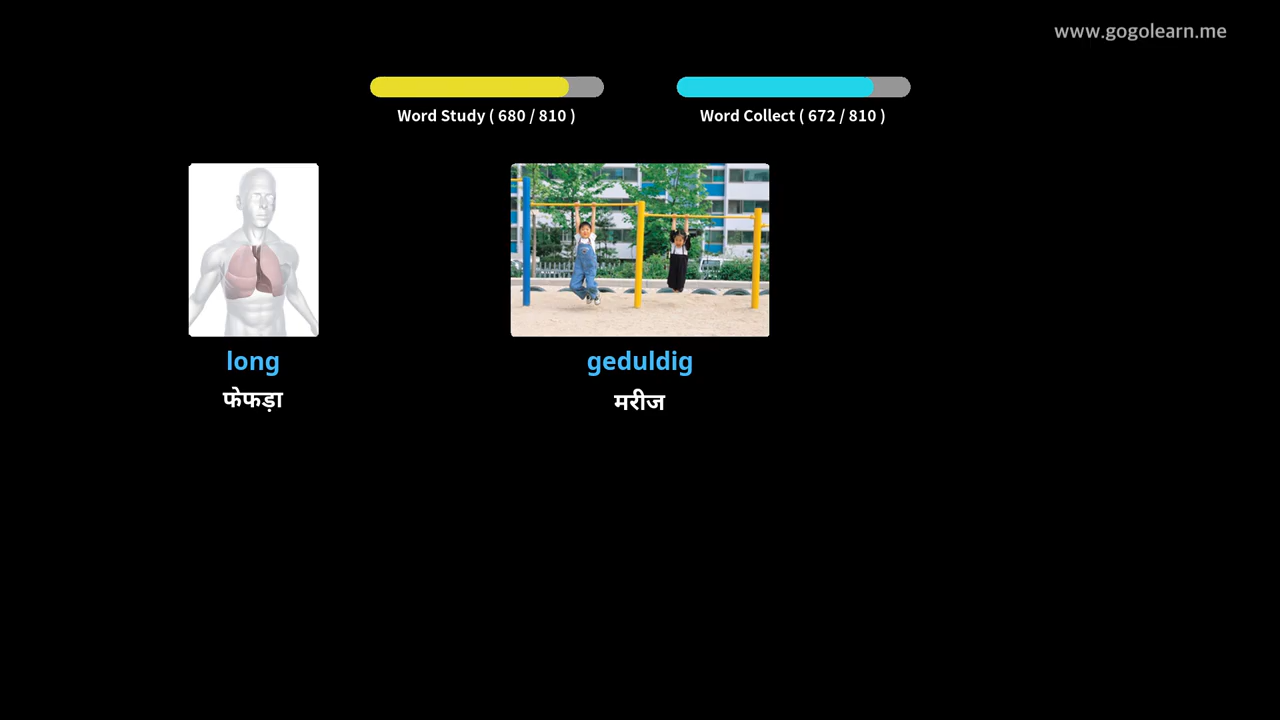 www.gogolearn.me
Word Study ( 680 / 810 )
Word Collect ( 672 / 810 )
long
geduldig
फेफड़ा
मरीज